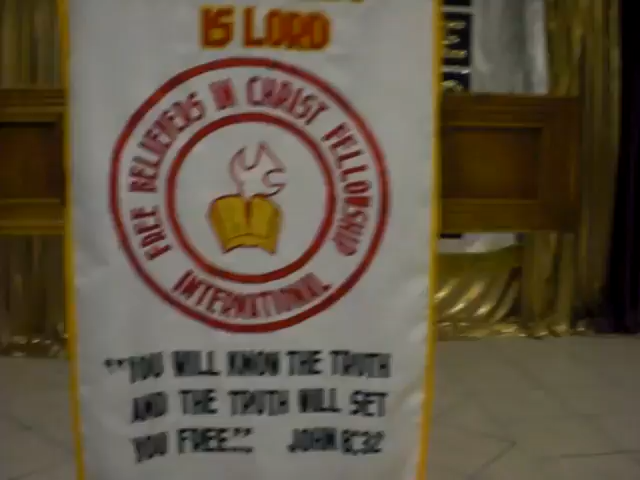 IS LORD
FREE BELIEVERS IN CHRIST FELLOWSHIP
INTERNATIONAL
"YOU WILL KNOW THE TRUTH
AND THE TRUTH WILL SET
YOU FREE" JOHN 8:32